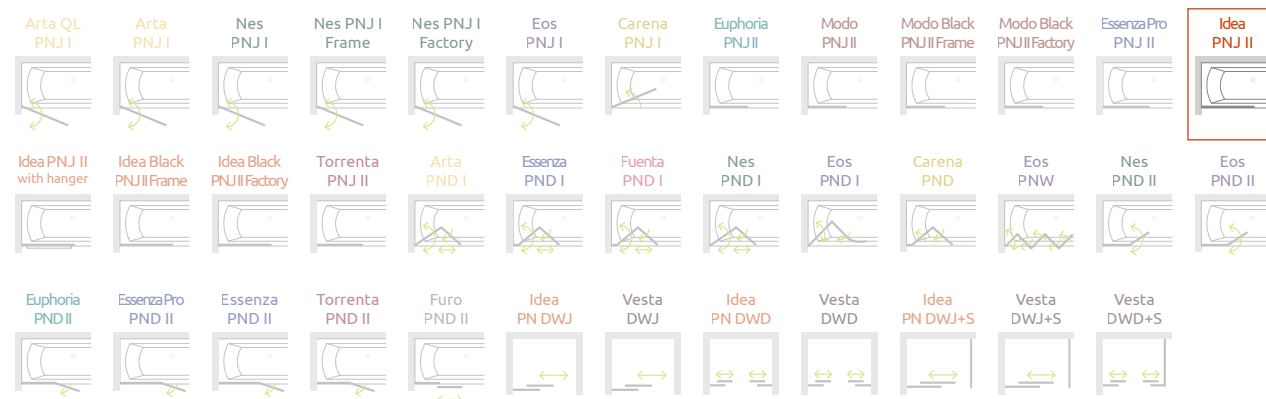 Arta QL
PNJ I
Arta
PNJ I
Nes
PNJ I
Nes PNJ I
Frame
Nes PNJ I
Factory
Eos
PNJ I
Carena
PNJ I
Euphoria
PNJ II
Modo
PNJ II
Modo Black
PNJ II Frame
Modo Black
PNJ II Factory
Essenza Pro
PNJ II
Idea
PNJ II
Idea PNJ II
with hanger
Idea Black
PNJ II Frame
Idea Black
PNJ II Factory
Torrenta
PNJ II
Arta
PND I
Essenza
PND I
Fuenta
PND I
Nes
PND I
Eos
PND I
Carena
PND
Eos
PNW
Nes
PND II
Eos
PND II
Euphoria
PND II
Essenza Pro
PND II
Essenza
PND II
Torrenta
PND II
Furo
PND II
Idea
PN DWJ
Vesta
DWJ
Idea
PN DWD
Vesta
DWD
Idea
PN DWJ+S
Vesta
DWJ+S
Vesta
DWD+S